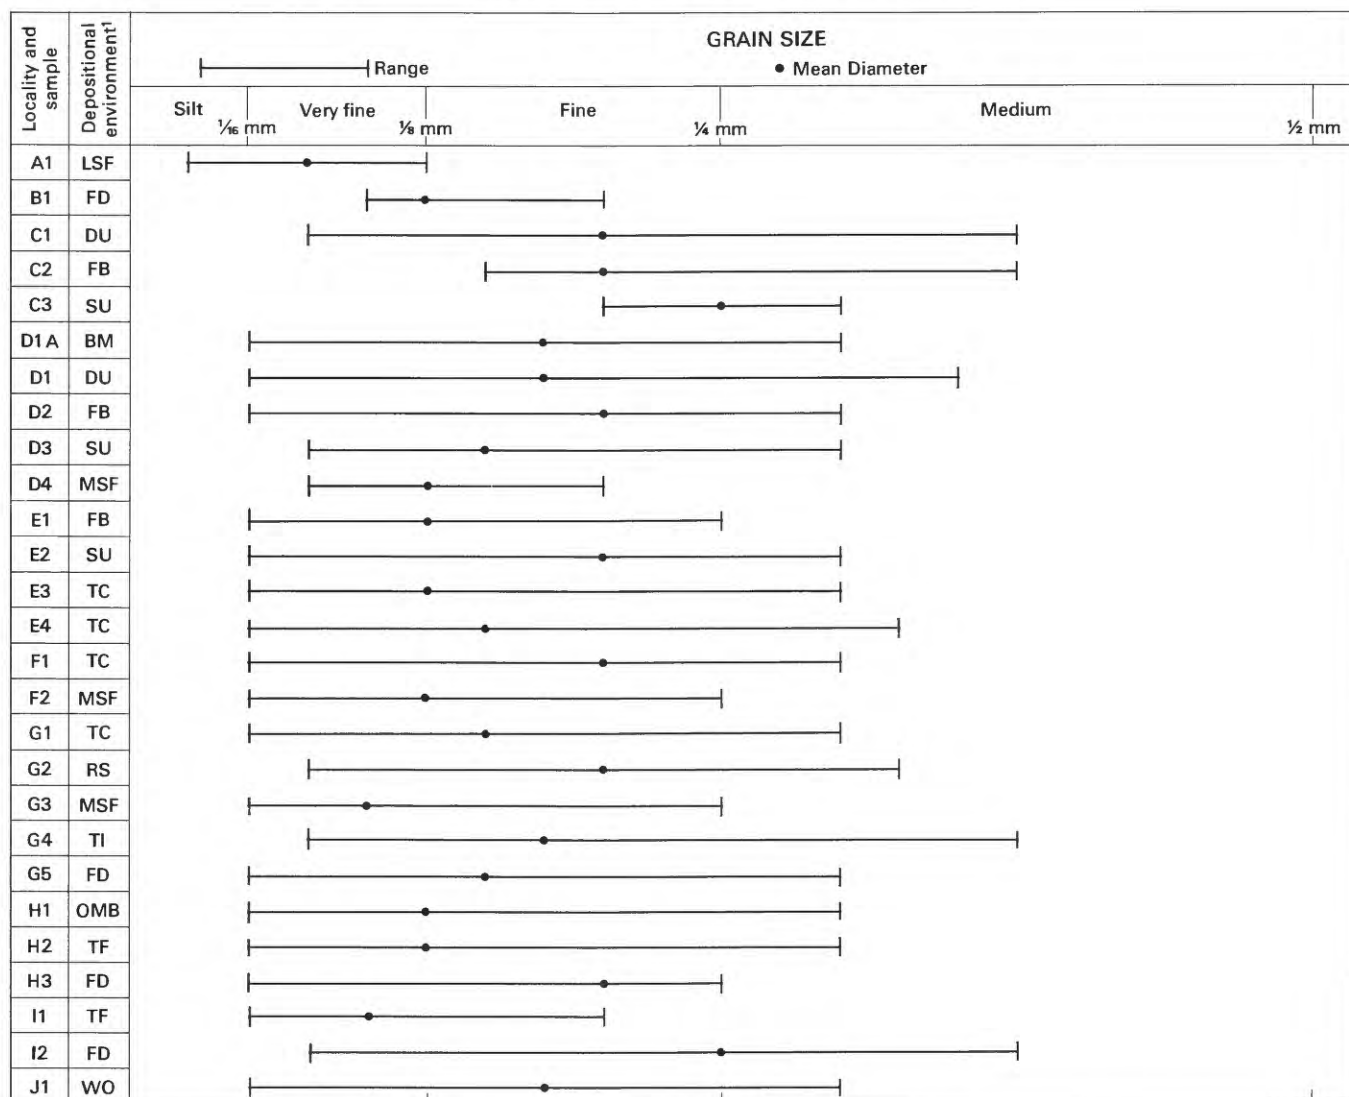 Locality and sample
Depositional environment¹
GRAIN SIZE
Range
• Mean Diameter
Silt
Very fine
Fine
Medium
1⁄16 mm
1⁄8 mm
1⁄4 mm
1⁄2 mm
A1 LSF
B1 FD
C1 DU
C2 FB
C3 SU
D1A BM
D1 DU
D2 FB
D3 SU
D4 MSF
E1 FB
E2 SU
E3 TC
E4 TC
F1 TC
F2 MSF
G1 TC
G2 RS
G3 MSF
G4 TI
G5 FD
H1 OMB
H2 TF
H3 FD
I1 TF
I2 FD
J1 WO